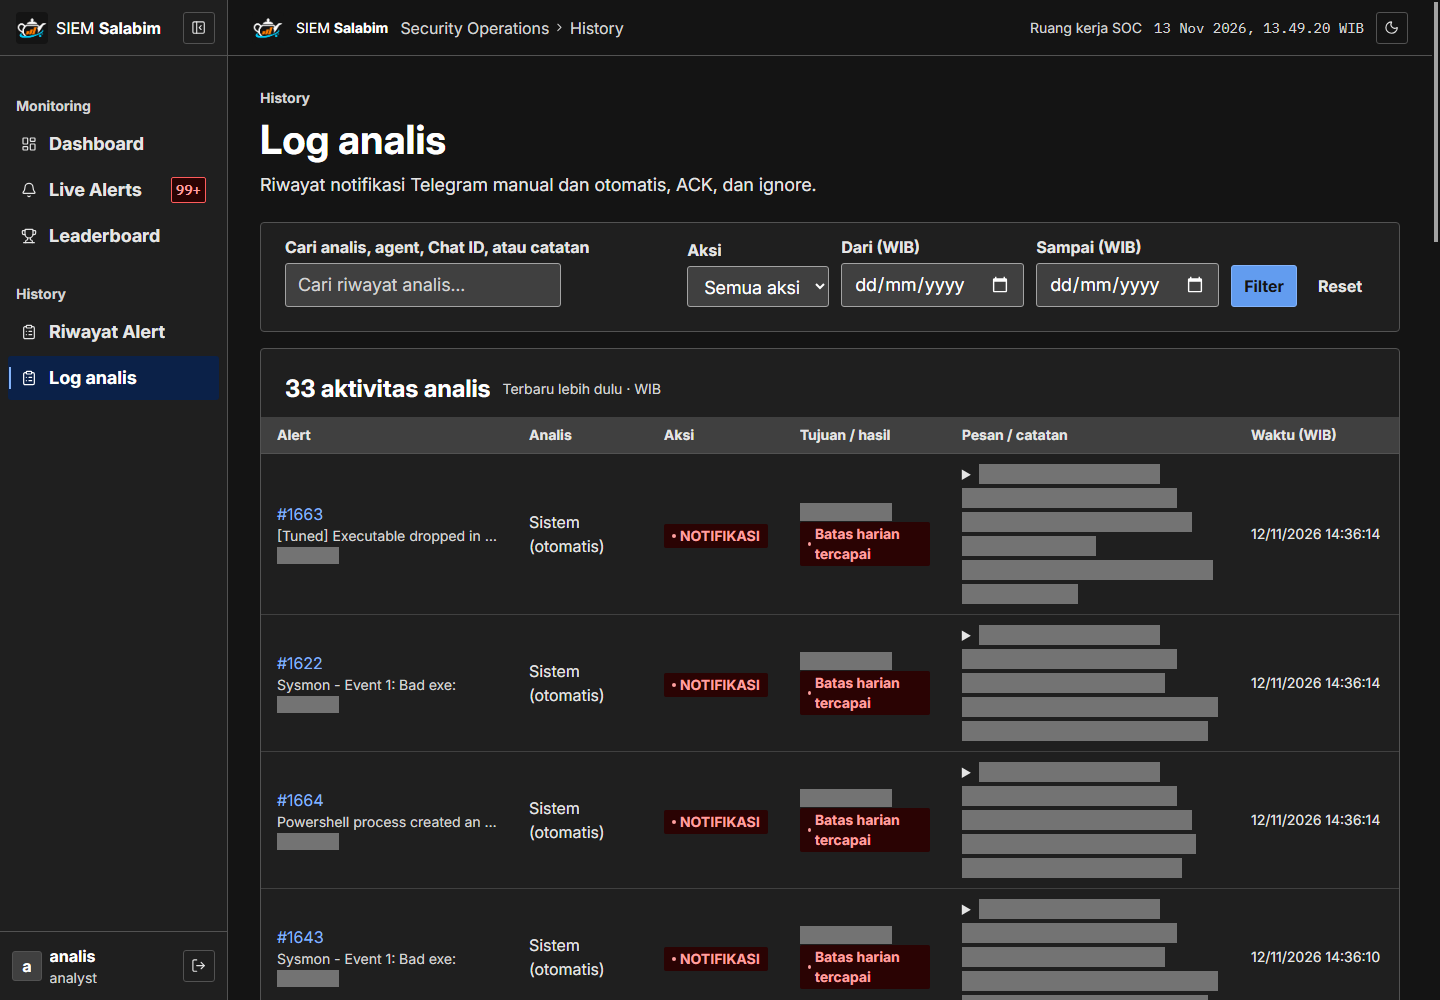 SIEM Salabim
SIEM Salabim Security Operations › History
Ruang kerja SOC 13 Nov 2026, 13.49.20 WIB
Monitoring
Dashboard
Live Alerts 99+
Leaderboard
History
Riwayat Alert
Log analis
a
analis
analyst
History
Log analis
Riwayat notifikasi Telegram manual dan otomatis, ACK, dan ignore.
Cari analis, agent, Chat ID, atau catatan
Cari riwayat analis...
Aksi
Semua aksi
Dari (WIB)
dd/mm/yyyy
Sampai (WIB)
dd/mm/yyyy
Filter
Reset
33 aktivitas analis Terbaru lebih dulu · WIB
Alert Analis Aksi Tujuan / hasil Pesan / catatan Waktu (WIB)
#1663
[Tuned] Executable dropped in ...
Sistem
(otomatis)
• NOTIFIKASI
• Batas harian
tercapai
12/11/2026 14:36:14
#1622
Sysmon - Event 1: Bad exe:
Sistem
(otomatis)
• NOTIFIKASI
• Batas harian
tercapai
12/11/2026 14:36:14
#1664
Powershell process created an ...
Sistem
(otomatis)
• NOTIFIKASI
• Batas harian
tercapai
12/11/2026 14:36:14
#1643
Sysmon - Event 1: Bad exe:
Sistem
(otomatis)
• NOTIFIKASI
• Batas harian
tercapai
12/11/2026 14:36:10